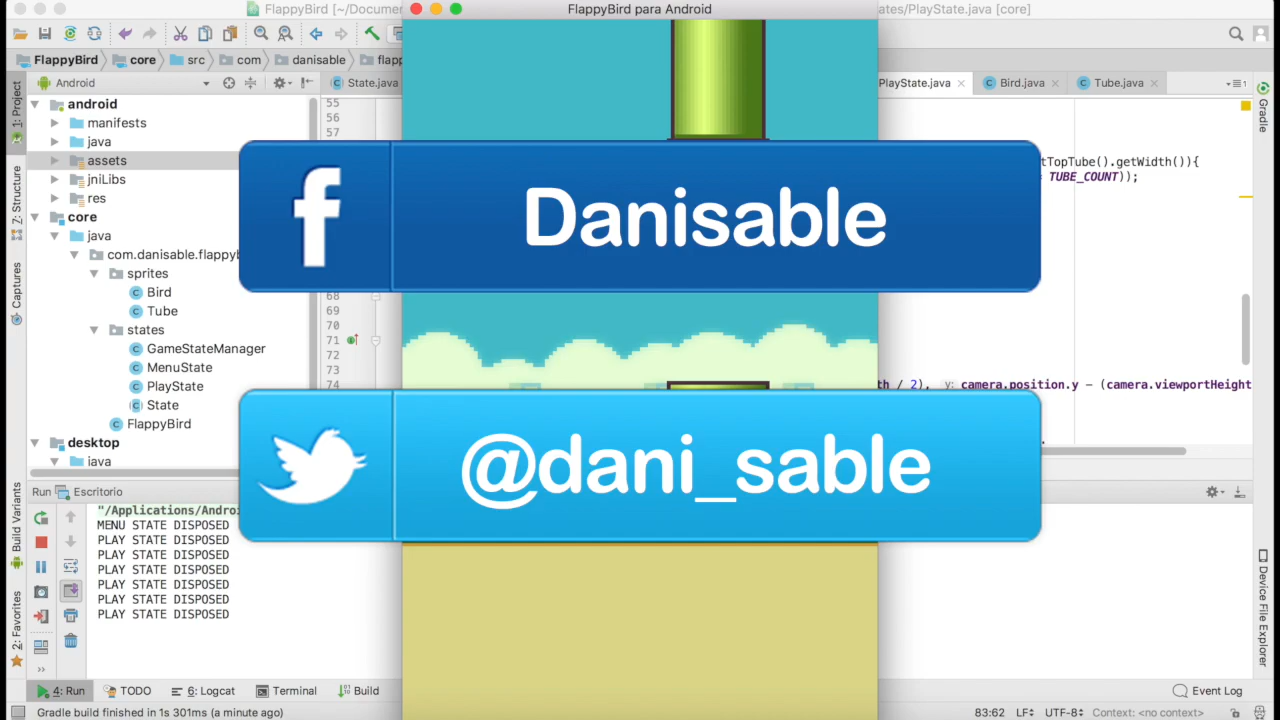 FlappyBird [~/Docume
FlappyBird para Android
ates/PlayState.java [core]
FlappyBird
core
src
com
danisable
flapp
Android
State.java
PlayState.java
Bird.java
Tube.java
1: Project
Z: Structure
Captures
Build Variants
2: Favorites
Gradle
Device File Explorer
android
manifests
java
assets
jniLibs
res
core
java
com.danisable.flappyb
sprites
Bird
Tube
states
GameStateManager
MenuState
PlayState
State
FlappyBird
desktop
java
55
56
57
68
69
70
71
72
73
74
tTopTube().getWidth()){
TUBE_COUNT));
th / 2), y: camera.position.y - (camera.viewportHeight
f
Danisable
@dani_sable
Run
Escritorio
"/Applications/Andro
MENU STATE DISPOSED
PLAY STATE DISPOSED
PLAY STATE DISPOSED
PLAY STATE DISPOSED
PLAY STATE DISPOSED
PLAY STATE DISPOSED
PLAY STATE DISPOSED
4: Run
TODO
6: Logcat
Terminal
Build
Event Log
Gradle build finished in 1s 301ms (a minute ago)
83:62 LF÷ UTF-8÷ Context: <no context>